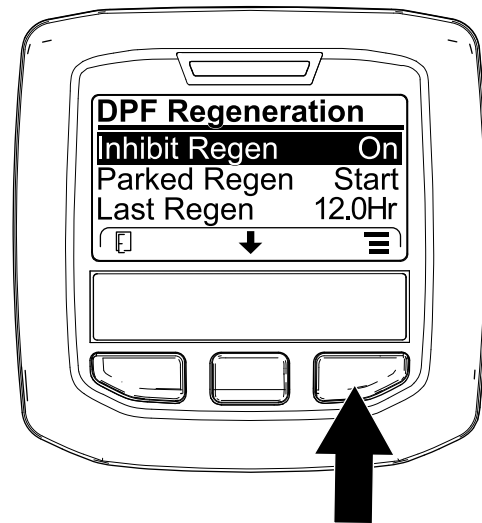 DPF Regeneration
Inhibit Regen On
Parked Regen Start
Last Regen 12.0Hr